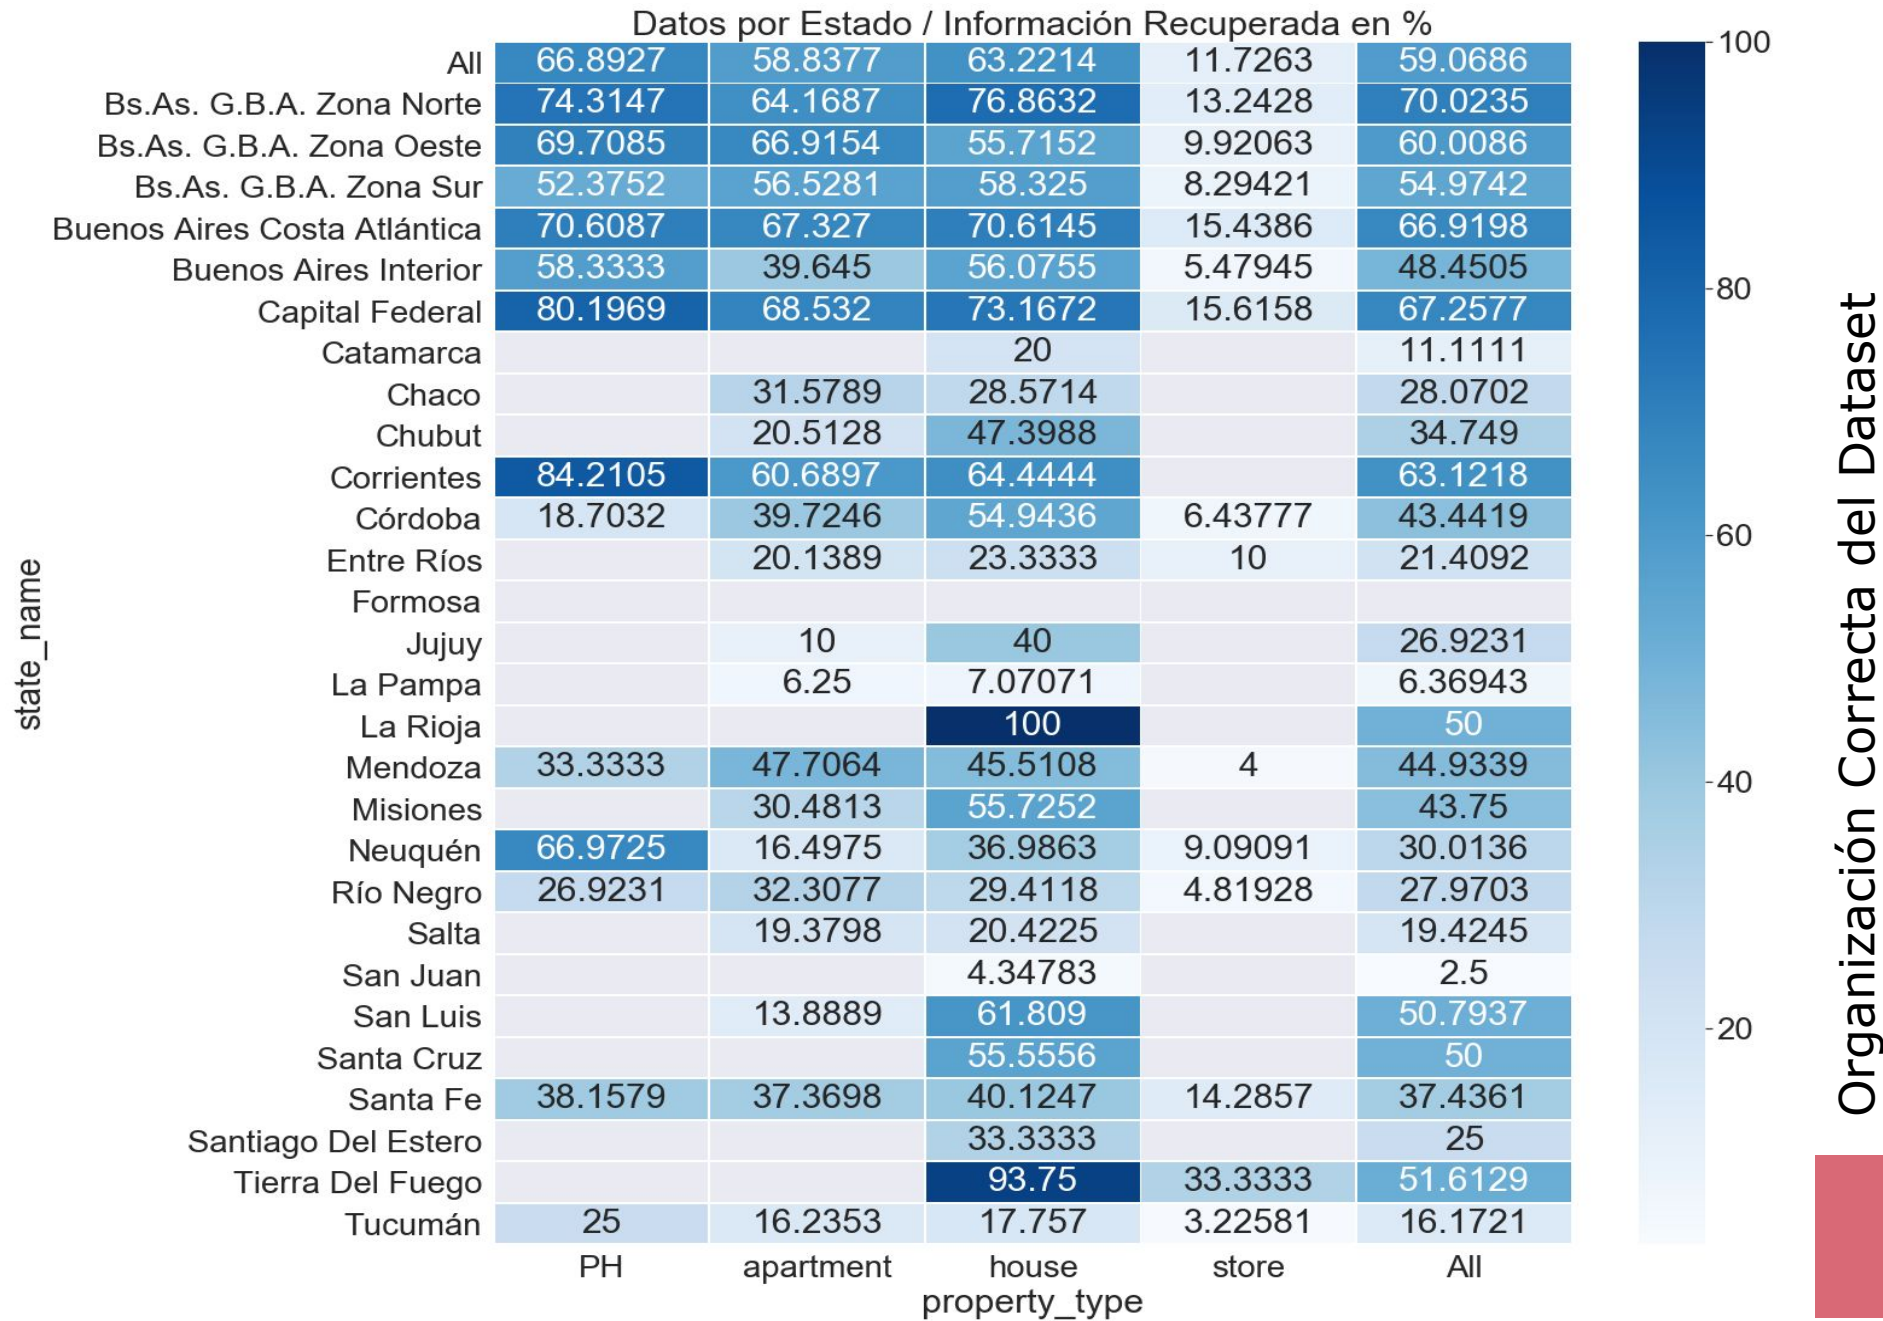 Datos por Estado / Información Recuperada en %
All 66.8927 58.8377 63.2214 11.7263 59.0686
Bs.As. G.B.A. Zona Norte 74.3147 64.1687 76.8632 13.2428 70.0235
Bs.As. G.B.A. Zona Oeste 69.7085 66.9154 55.7152 9.92063 60.0086
Bs.As. G.B.A. Zona Sur 52.3752 56.5281 58.325 8.29421 54.9742
Buenos Aires Costa Atlántica 70.6087 67.327 70.6145 15.4386 66.9198
Buenos Aires Interior 58.3333 39.645 56.0755 5.47945 48.4505
Capital Federal 80.1969 68.532 73.1672 15.6158 67.2577
Catamarca 20 11.1111
Chaco 31.5789 28.5714 28.0702
Chubut 20.5128 47.3988 34.749
Corrientes 84.2105 60.6897 64.4444 63.1218
Córdoba 18.7032 39.7246 54.9436 6.43777 43.4419
Entre Ríos 20.1389 23.3333 10 21.4092
Formosa
Jujuy 10 40 26.9231
La Pampa 6.25 7.07071 6.36943
La Rioja 100 50
Mendoza 33.3333 47.7064 45.5108 4 44.9339
Misiones 30.4813 55.7252 43.75
Neuquén 66.9725 16.4975 36.9863 9.09091 30.0136
Río Negro 26.9231 32.3077 29.4118 4.81928 27.9703
Salta 19.3798 20.4225 19.4245
San Juan 4.34783 2.5
San Luis 13.8889 61.809 50.7937
Santa Cruz 55.5556 50
Santa Fe 38.1579 37.3698 40.1247 14.2857 37.4361
Santiago Del Estero 33.3333 25
Tierra Del Fuego 93.75 33.3333 51.6129
Tucumán 25 16.2353 17.757 3.22581 16.1721
PH apartment house store All
property_type
state_name
100
80
60
40
20
Organización Correcta del Dataset